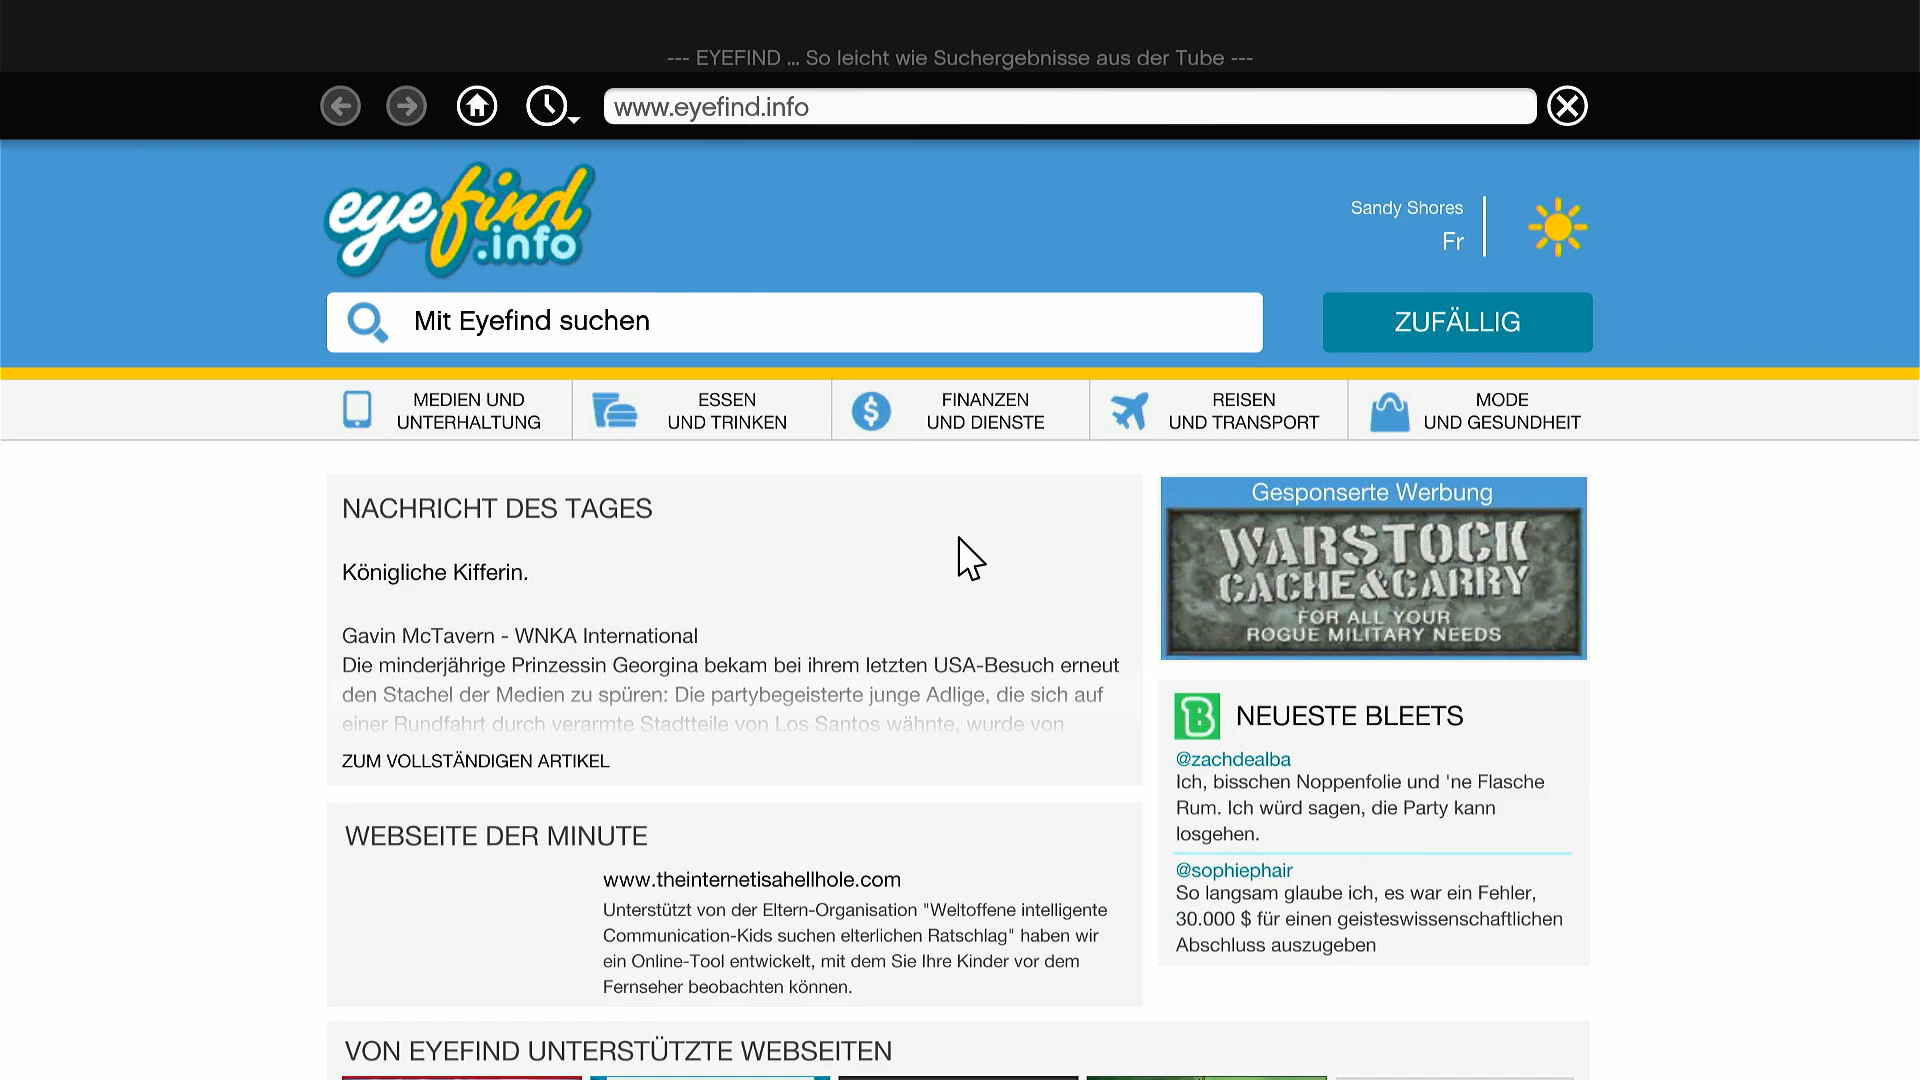 --- EYEFIND ... So leicht wie Suchergebnisse aus der Tube ---
www.eyefind.info
eyefind
.info
Sandy Shores
Fr
Mit Eyefind suchen
ZUFÄLLIG
MEDIEN UND
UNTERHALTUNG
ESSEN
UND TRINKEN
FINANZEN
UND DIENSTE
REISEN
UND TRANSPORT
MODE
UND GESUNDHEIT
NACHRICHT DES TAGES
Königliche Kifferin.
Gavin McTavern - WNKA International
Die minderjährige Prinzessin Georgina bekam bei ihrem letzten USA-Besuch erneut
den Stachel der Medien zu spüren: Die partybegeisterte junge Adlige, die sich auf
einer Rundfahrt durch verarmte Stadtteile von Los Santos wähnte, wurde von
ZUM VOLLSTÄNDIGEN ARTIKEL
WEBSEITE DER MINUTE
www.theinternetisahellhole.com
Unterstützt von der Eltern-Organisation "Weltoffene intelligente
Communication-Kids suchen elterlichen Ratschlag" haben wir
ein Online-Tool entwickelt, mit dem Sie Ihre Kinder vor dem
Fernseher beobachten können.
Gesponserte Werbung
WARSTOCK
CACHE&CARRY
FOR ALL YOUR
ROGUE MILITARY NEEDS
B
NEUESTE BLEETS
@zachdealba
Ich, bisschen Noppenfolie und 'ne Flasche
Rum. Ich würd sagen, die Party kann
losgehen.
@sophiephair
So langsam glaube ich, es war ein Fehler,
30.000 $ für einen geisteswissenschaftlichen
Abschluss auszugeben
VON EYEFIND UNTERSTÜTZTE WEBSEITEN